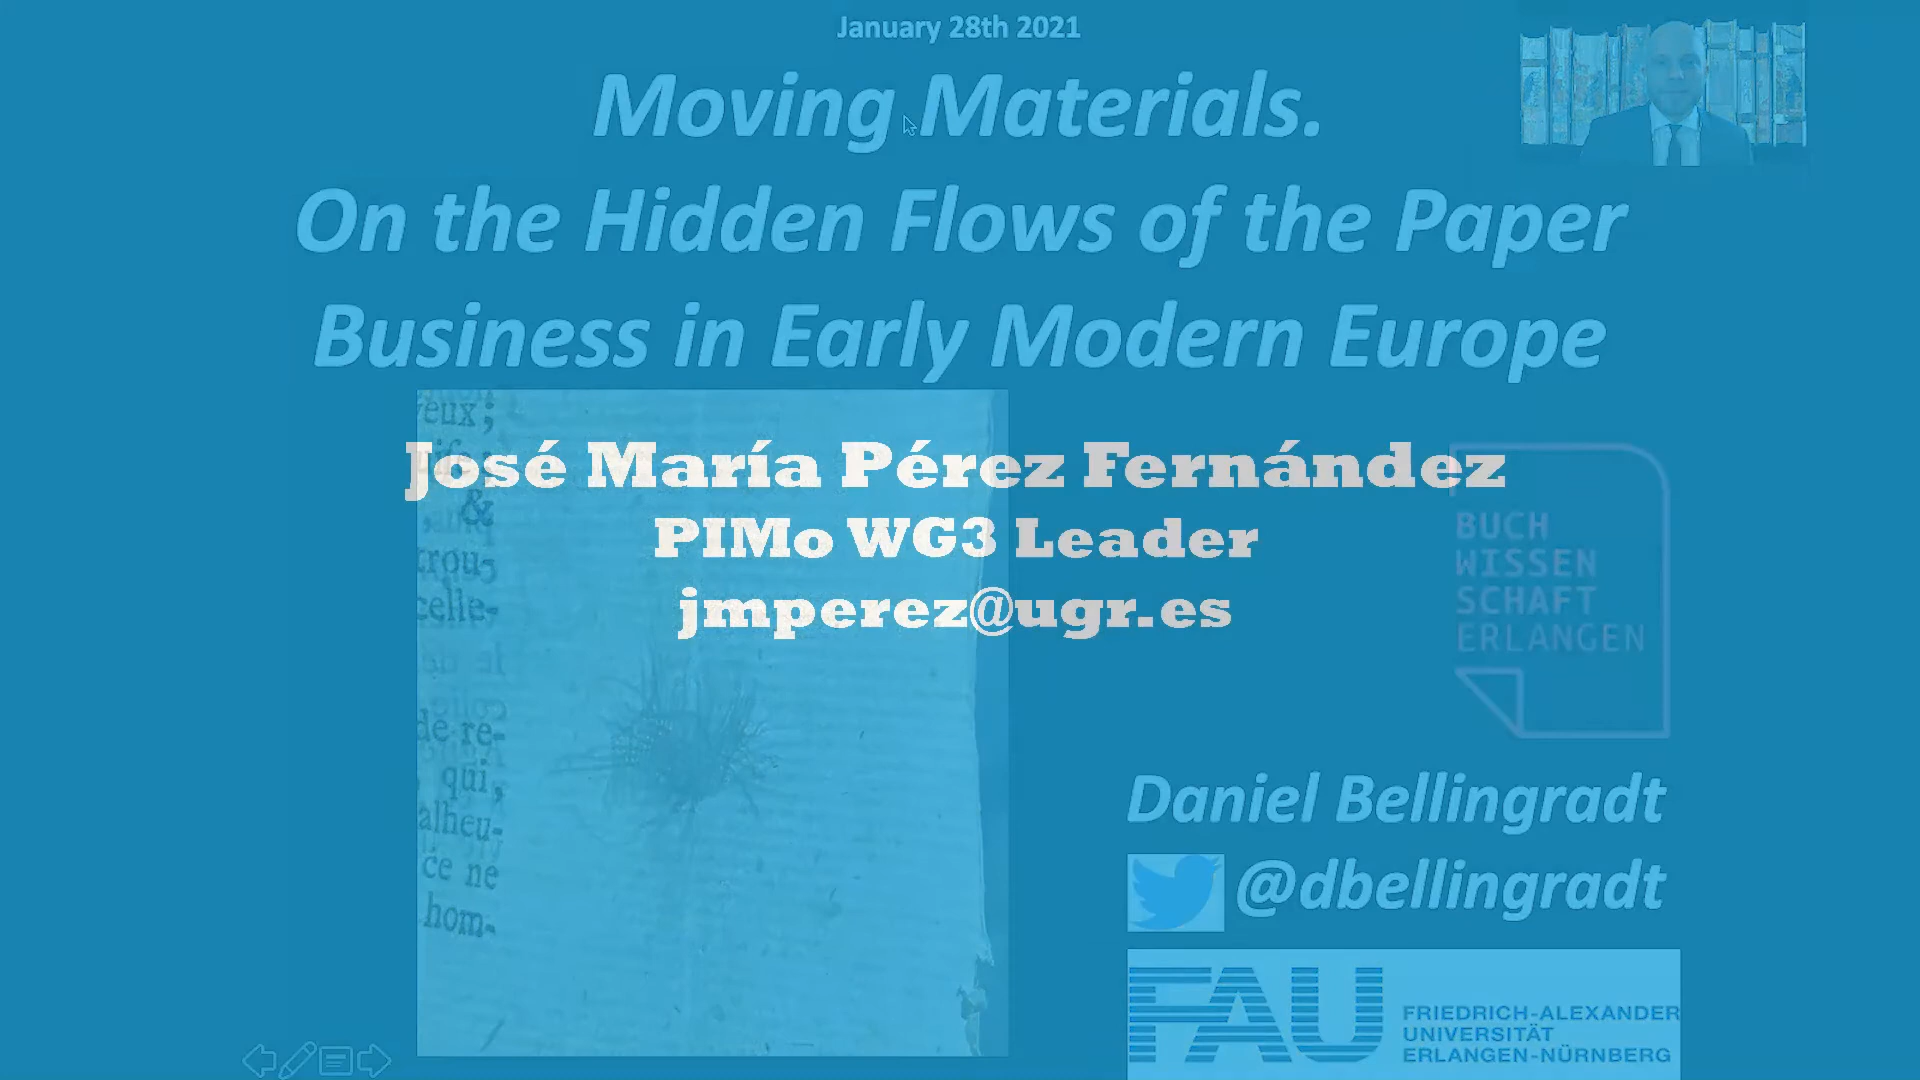 January 28th 2021
Moving Materials.
On the Hidden Flows of the Paper
Business in Early Modern Europe
José María Pérez Fernández
PIMo WG3 Leader
jmperez@ugr.es
yeux;
&
trouɔ
celle-
de re-
qui,
alheu-
ce ne
hom-
BUCH
WISSEN
SCHAFT
ERLANGEN
Daniel Bellingradt
@dbellingradt
FAU
FRIEDRICH-ALEXANDER
UNIVERSITÄT
ERLANGEN-NÜRNBERG